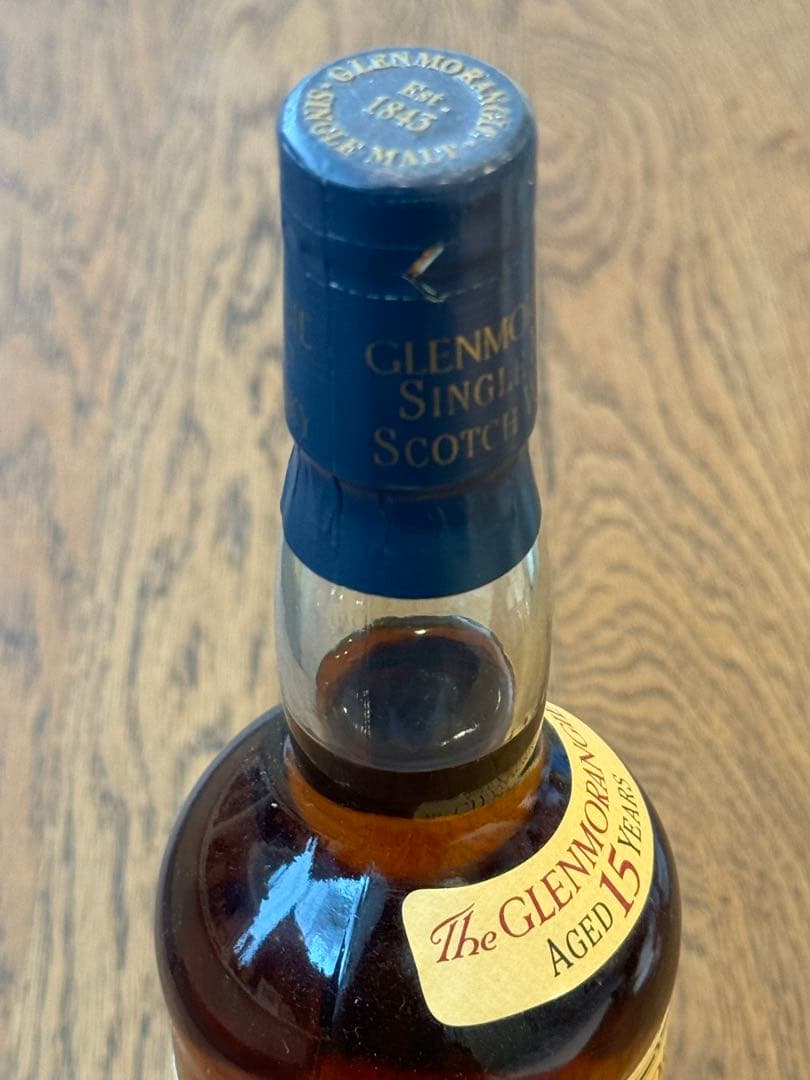 GLENMORANGIE · SINGLE MALT ·
Est.
1843
GLENMO
SINGL
SCOTCH
The GLENMORANGIE
AGED 15 YEARS